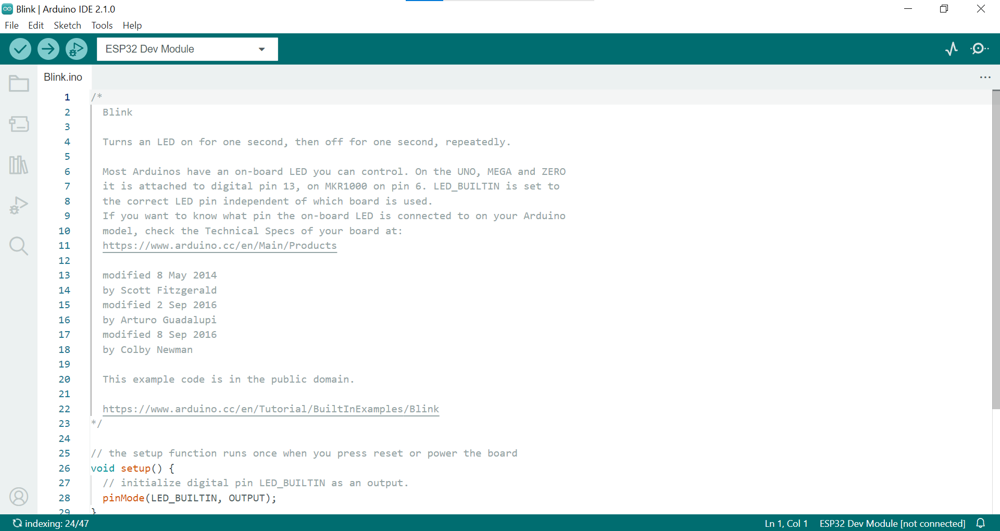 Blink | Arduino IDE 2.1.0
File Edit Sketch Tools Help
ESP32 Dev Module
Blink.ino
1 /*
2 Blink
3
4 Turns an LED on for one second, then off for one second, repeatedly.
5
6 Most Arduinos have an on-board LED you can control. On the UNO, MEGA and ZERO
7 it is attached to digital pin 13, on MKR1000 on pin 6. LED_BUILTIN is set to
8 the correct LED pin independent of which board is used.
9 If you want to know what pin the on-board LED is connected to on your Arduino
10 model, check the Technical Specs of your board at:
11 https://www.arduino.cc/en/Main/Products
12
13 modified 8 May 2014
14 by Scott Fitzgerald
15 modified 2 Sep 2016
16 by Arturo Guadalupi
17 modified 8 Sep 2016
18 by Colby Newman
19
20 This example code is in the public domain.
21
22 https://www.arduino.cc/en/Tutorial/BuiltInExamples/Blink
23 */
24
25 // the setup function runs once when you press reset or power the board
26 void setup() {
27 // initialize digital pin LED_BUILTIN as an output.
28 pinMode(LED_BUILTIN, OUTPUT);
29 }
indexing: 24/47 Ln 1, Col 1 ESP32 Dev Module [not connected]